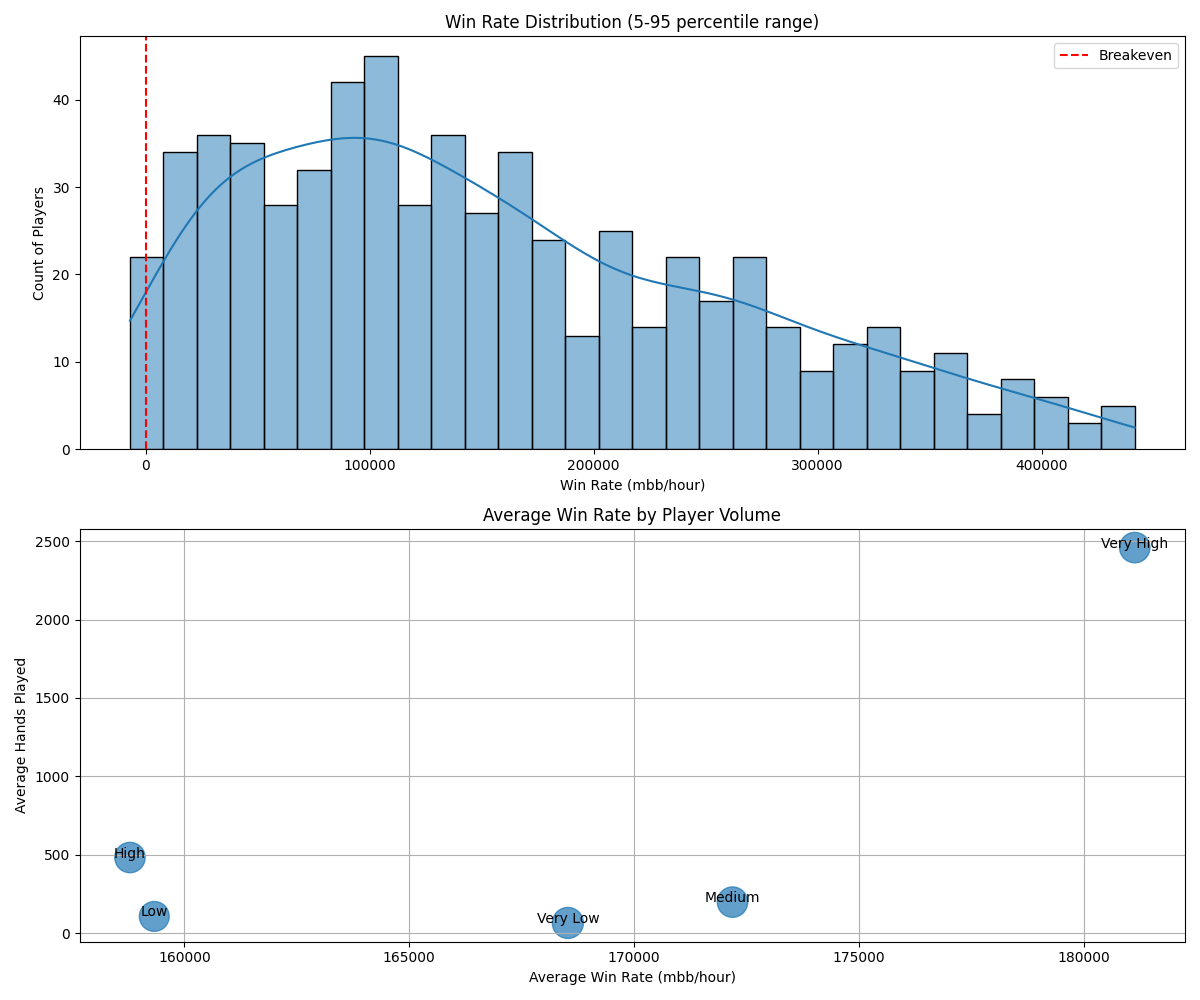 Win Rate Distribution (5-95 percentile range)
Breakeven
Count of Players
40
30
20
10
0
0 100000 200000 300000 400000
Win Rate (mbb/hour)
Average Win Rate by Player Volume
Average Hands Played
2500
2000
1500
1000
500
0
Very High
High
Low
Very Low
Medium
160000 165000 170000 175000 180000
Average Win Rate (mbb/hour)